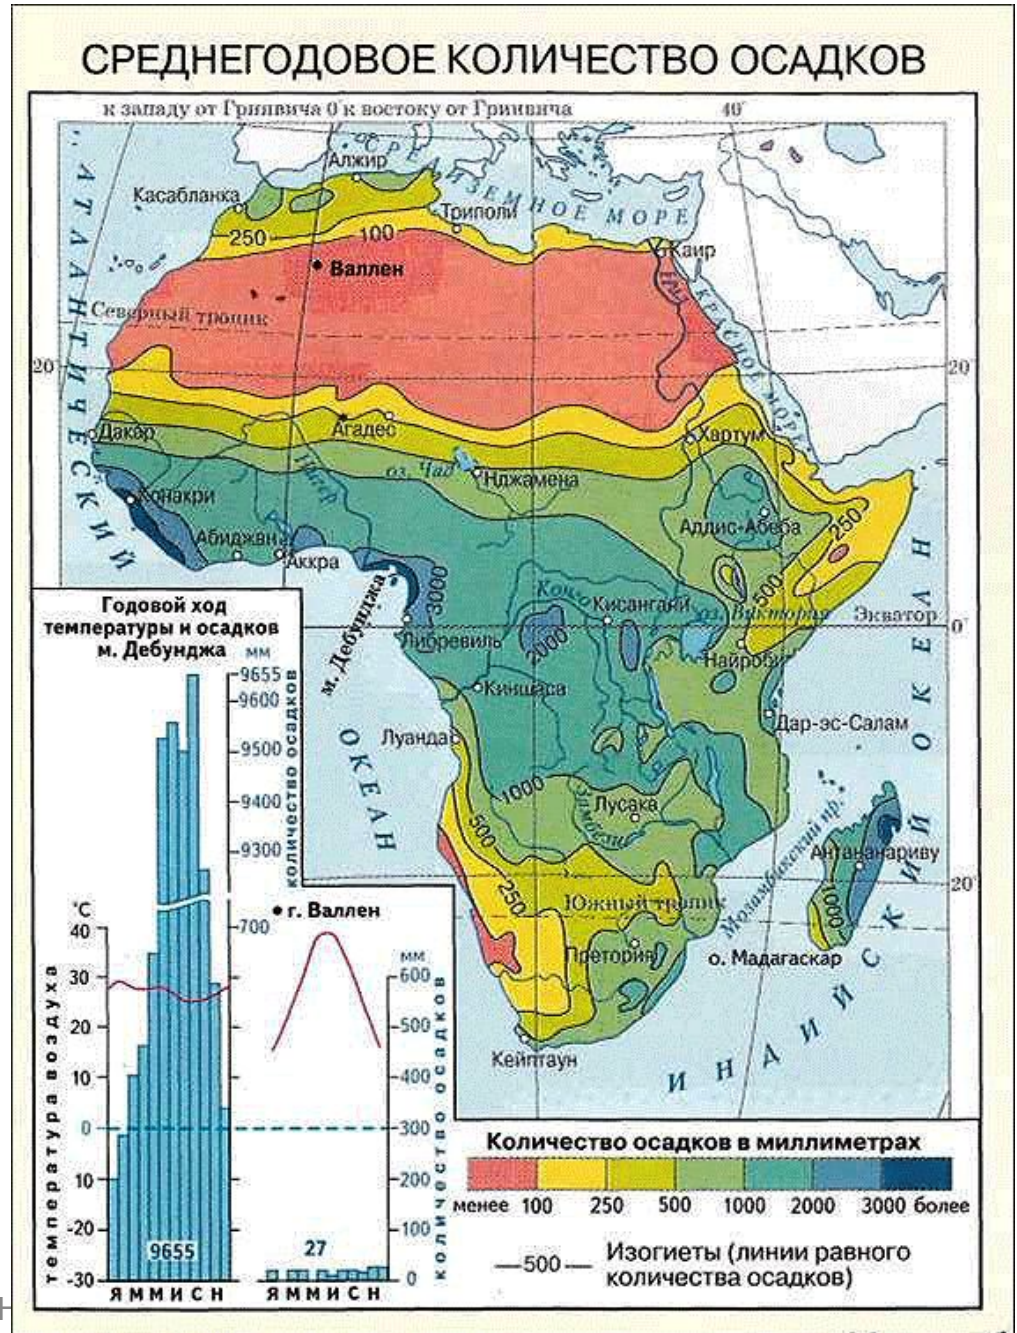 СРЕДНЕГОДОВОЕ КОЛИЧЕСТВО ОСАДКОВ
к западу от Гринвича 0° к востоку от Гринвича
40°
АТЛАНТИЧЕСКИЙ
СРЕДИЗЕМНОЕ МОРЕ
Алжир
Касабланка
Триполи
250
100
Каир
Валлен
Нил
КРАСНОЕ МОРЕ
Северный тропик
20°
20°
Дакар
Агадес
Хартум
оз. Чад
Нджамена
Нигер
Конакри
Аддис-Абеба
250
Абиджан
Аккра
3000
Конго
Кисангани
500
оз. Виктория
Экватор
0°
м. Дебунджа
Либревиль
2000
Найроби
Киншаса
Дар-эс-Салам
Луанда
ОКЕАН
1000
Замбези
Лусака
500
Мозамбикский пр.
Антананариву
1000
250
20°
Южный тропик
Претория
о. Мадагаскар
Кейптаун
ИНДИЙСКИЙ ОКЕАН
Годовой ход
температуры и осадков
м. Дебунджа
мм
9655
9600
9500
9400
9300
700
количество осадков
°C
40
30
20
10
0
10
-20
-30
температура воздуха
9655
Я М М И С Н
г. Валлен
мм
600
500
400
300
200
100
0
количество осадков
27
Я М М И С Н
Количество осадков в миллиметрах
менее 100 250 500 1000 2000 3000 более
500
Изогиеты (линии равного
количества осадков)